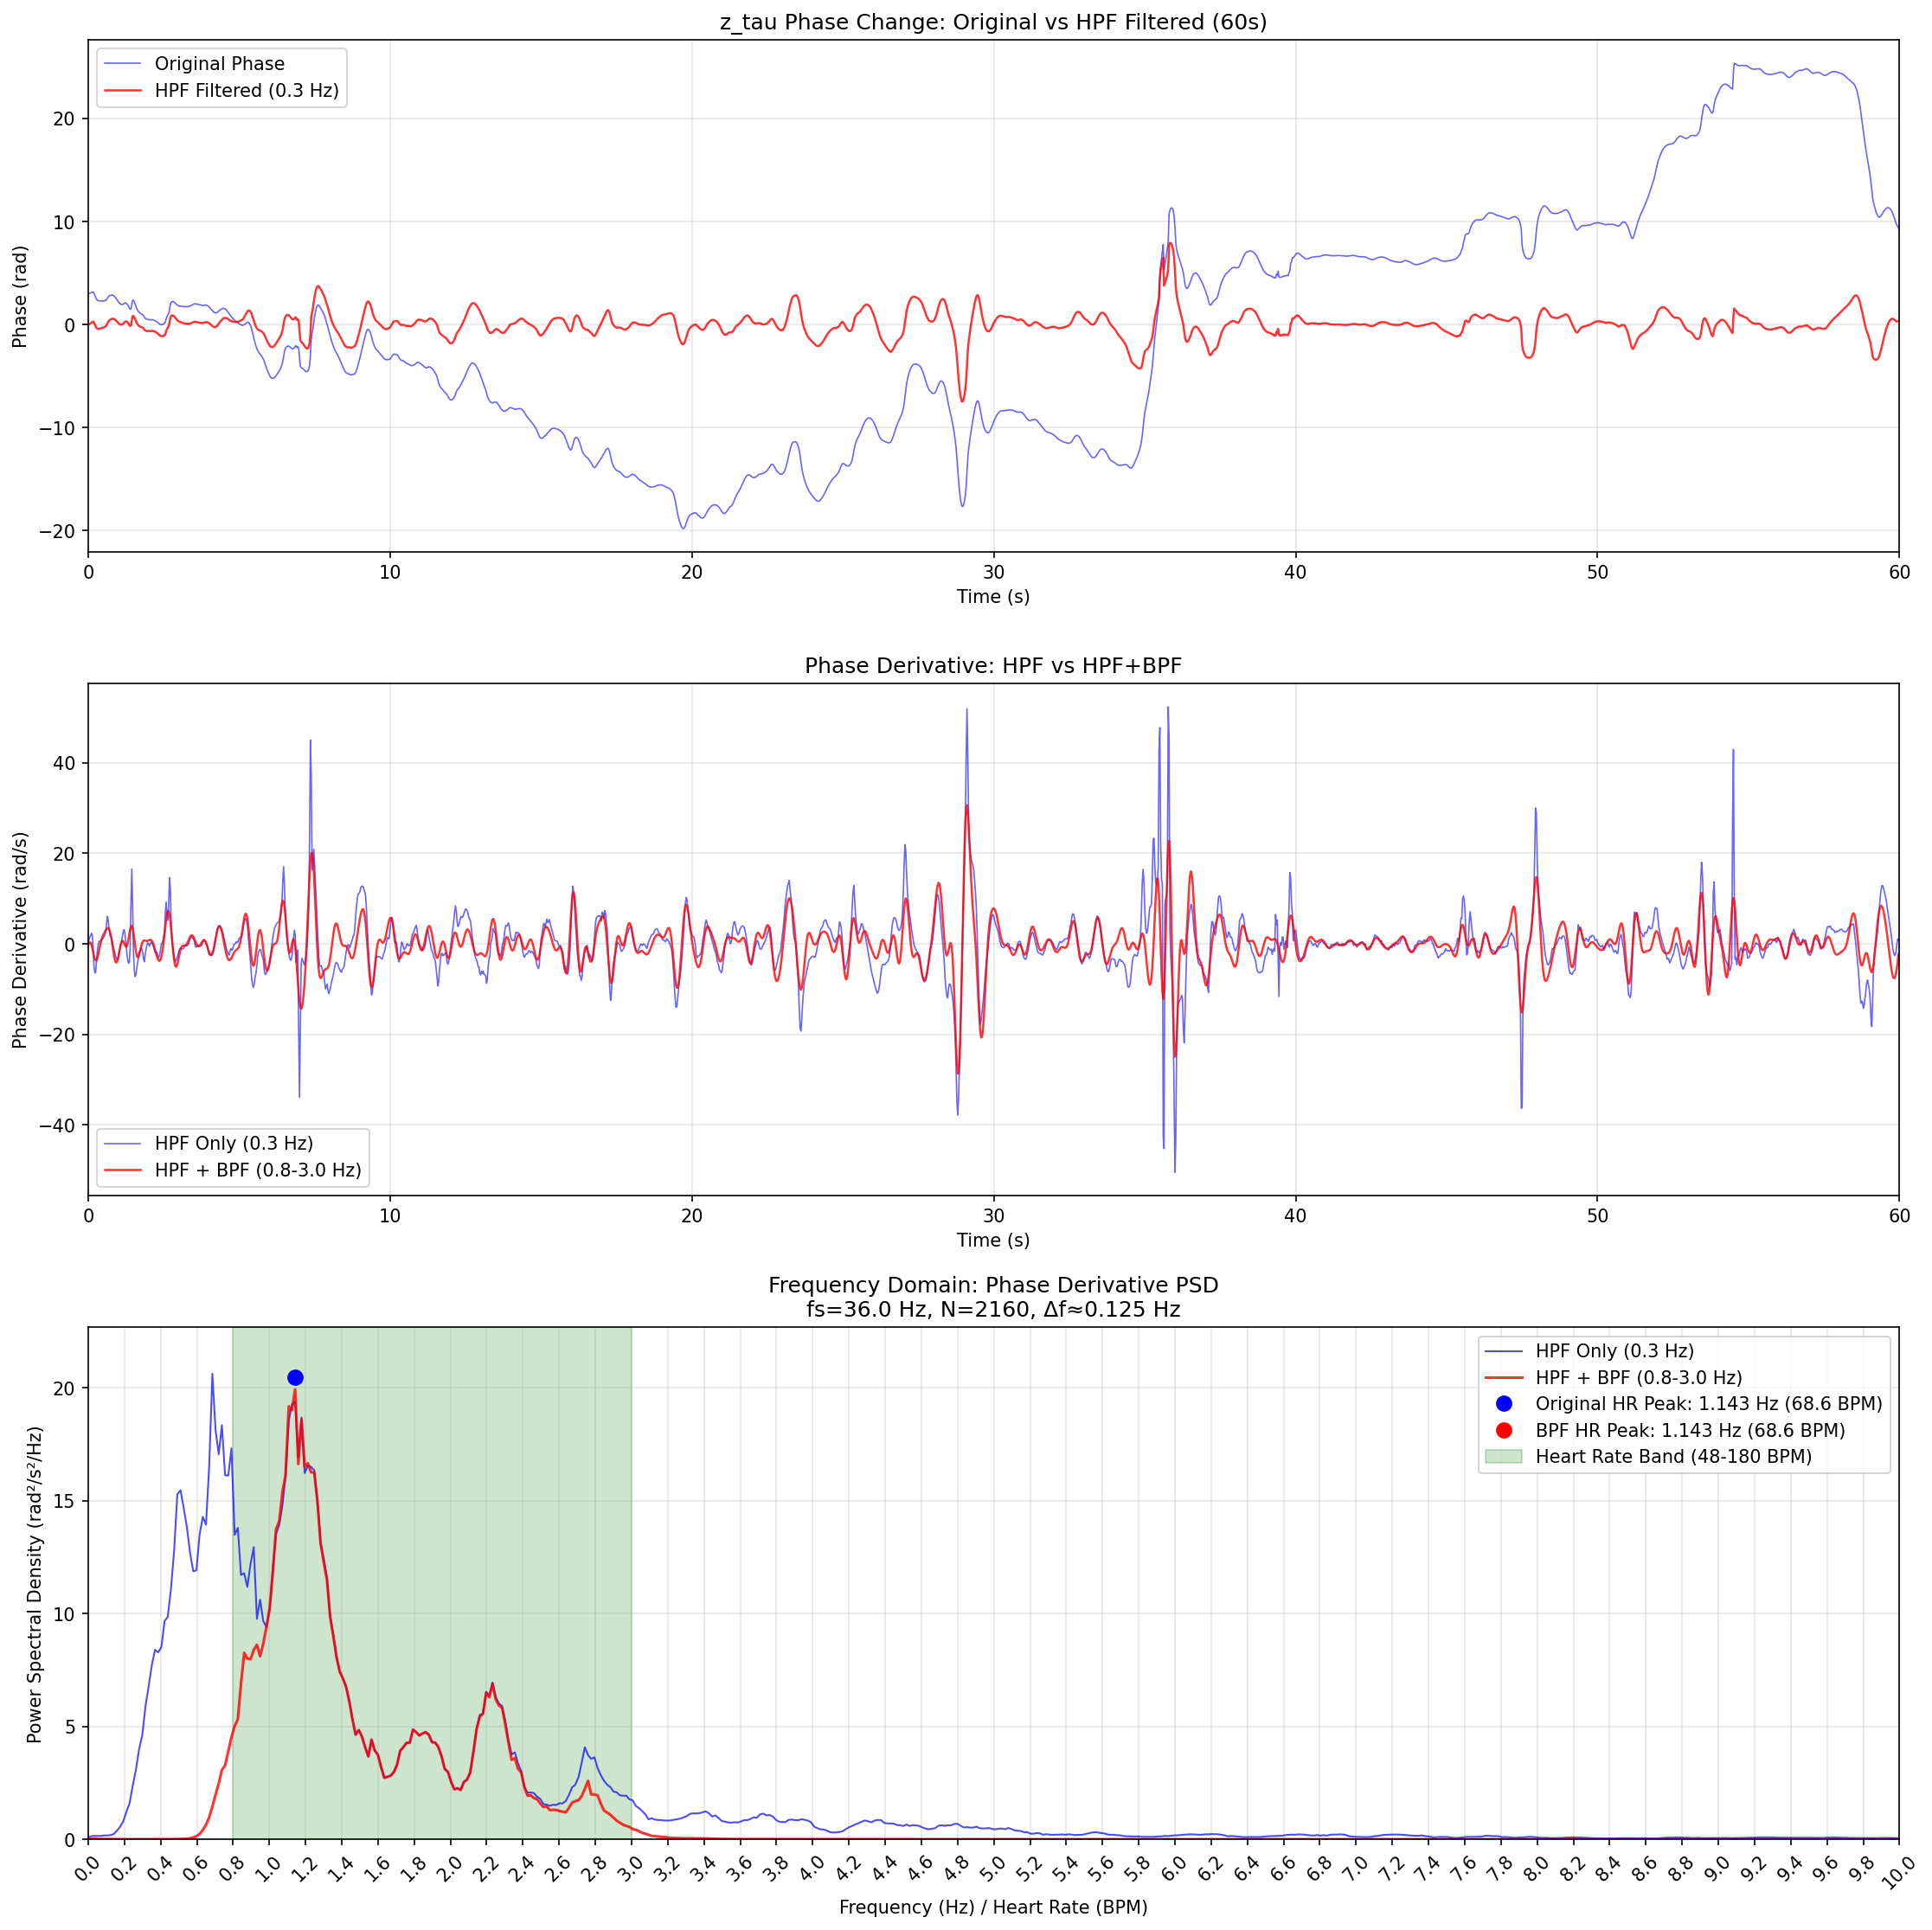 z_tau Phase Change: Original vs HPF Filtered (60s)
Original Phase
HPF Filtered (0.3 Hz)
Phase (rad)
20
10
0
−10
−20
0 10 20 30 40 50 60
Time (s)
Phase Derivative: HPF vs HPF+BPF
Phase Derivative (rad/s)
40
20
0
−20
−40
HPF Only (0.3 Hz)
HPF + BPF (0.8-3.0 Hz)
0 10 20 30 40 50 60
Time (s)
Frequency Domain: Phase Derivative PSD
fs=36.0 Hz, N=2160, Δf≈0.125 Hz
HPF Only (0.3 Hz)
HPF + BPF (0.8-3.0 Hz)
Original HR Peak: 1.143 Hz (68.6 BPM)
BPF HR Peak: 1.143 Hz (68.6 BPM)
Heart Rate Band (48-180 BPM)
Power Spectral Density (rad²/s²/Hz)
20
15
10
5
0
0.0 0.2 0.4 0.6 0.8 1.0 1.2 1.4 1.6 1.8 2.0 2.2 2.4 2.6 2.8 3.0 3.2 3.4 3.6 3.8 4.0 4.2 4.4 4.6 4.8 5.0 5.2 5.4 5.6 5.8 6.0 6.2 6.4 6.6 6.8 7.0 7.2 7.4 7.6 7.8 8.0 8.2 8.4 8.6 8.8 9.0 9.2 9.4 9.6 9.8 10.0
Frequency (Hz) / Heart Rate (BPM)